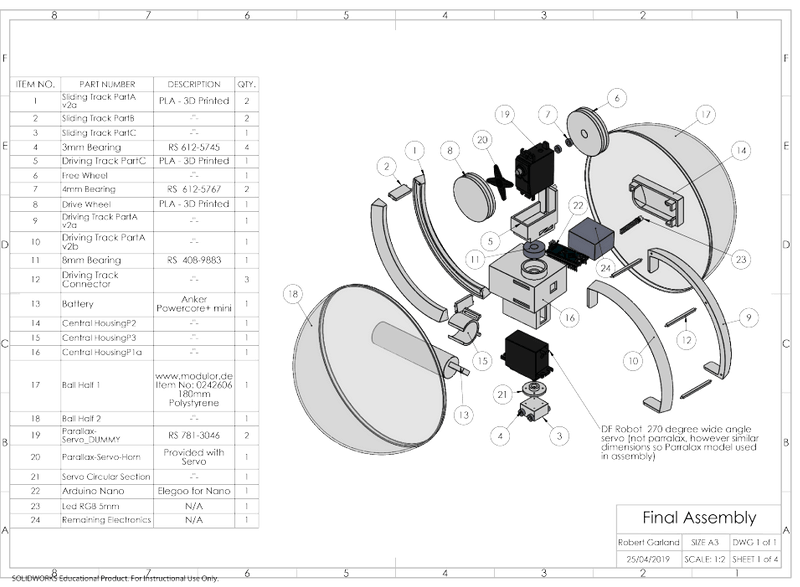 8 7 6 5 4 3 2 1
F F
E E
D D
C C
B B
A A
ITEM NO. PART NUMBER DESCRIPTION QTY.
1 Sliding Track PartA v2a PLA - 3D Printed 2
2 Sliding Track PartB -"- 2
3 Sliding Track PartC -"- 1
4 3mm Bearing RS 612-5745 4
5 Driving Track PartC PLA - 3D Printed 1
6 Free Wheel -"- 1
7 4mm Bearing RS 612-5767 2
8 Drive Wheel PLA - 3D Printed 1
9 Driving Track PartA v2a -"- 1
10 Driving Track PartA v2b -"- 1
11 8mm Bearing RS 408-9883 1
12 Driving Track Connector -"- 3
13 Battery Anker Powercore+ mini 1
14 Central HousingP2 -"- 1
15 Central HousingP3 -"- 1
16 Central HousingP1a -"- 1
17 Ball Half 1 www.modulor.de Item No: 0242606 180mm Polystyrene 1
18 Ball Half 2 -"- 1
19 Parallax-Servo_DUMMY RS 781-3046 2
20 Parallax-Servo-Horn Provided with Servo 1
21 Servo Circular Section -"- 1
22 Arduino Nano Elegoo for Nano 1
23 Led RGB 5mm N/A 1
24 Remaining Electronics N/A 1
6
7
19
17
20
1
8
14
2
22
5
11
24
23
18
16
9
12
10
15
13
21
4
3
DF Robot 270 degree wide angle
servo (not parralax, however similar
dimensions so Parralax model used
in assembly)
Final Assembly
Robert Garland SIZE A3 DWG 1 of 1
25/04/2019 SCALE: 1:2 SHEET 1 of 4
8 7 6 5 4 3 2 1
SOLIDWORKS Educational Product. For Instructional Use Only.